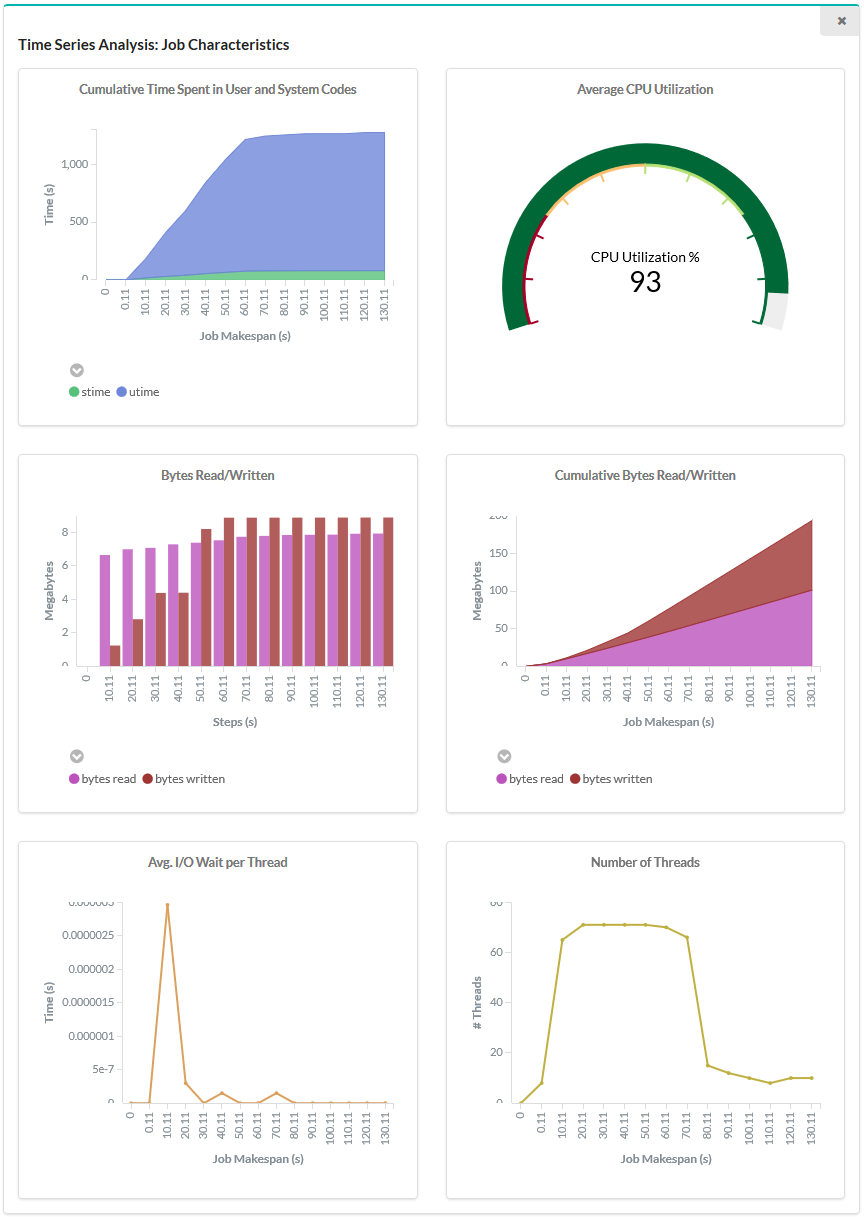 ✖
Time Series Analysis: Job Characteristics
Cumulative Time Spent in User and System Codes
Time (s)
1,000
500
0
0 0.11 10.11 20.11 30.11 40.11 50.11 60.11 70.11 80.11 90.11 100.11 110.11 120.11 130.11
Job Makespan (s)
stime utime
Average CPU Utilization
CPU Utilization %
93
Bytes Read/Written
Megabytes
8
6
4
2
0
0 10.11 20.11 30.11 40.11 50.11 60.11 70.11 80.11 90.11 100.11 110.11 120.11 130.11
Steps (s)
bytes read bytes written
Cumulative Bytes Read/Written
Megabytes
200
150
100
50
0
0 0.11 10.11 20.11 30.11 40.11 50.11 60.11 70.11 80.11 90.11 100.11 110.11 120.11 130.11
Job Makespan (s)
bytes read bytes written
Avg. I/O Wait per Thread
Time (s)
0.000003
0.0000025
0.000002
0.0000015
0.000001
5e-7
0
0 0.11 10.11 20.11 30.11 40.11 50.11 60.11 70.11 80.11 90.11 100.11 110.11 120.11 130.11
Job Makespan (s)
Number of Threads
# Threads
80
60
40
20
0
0 0.11 10.11 20.11 30.11 40.11 50.11 60.11 70.11 80.11 90.11 100.11 110.11 120.11 130.11
Job Makespan (s)